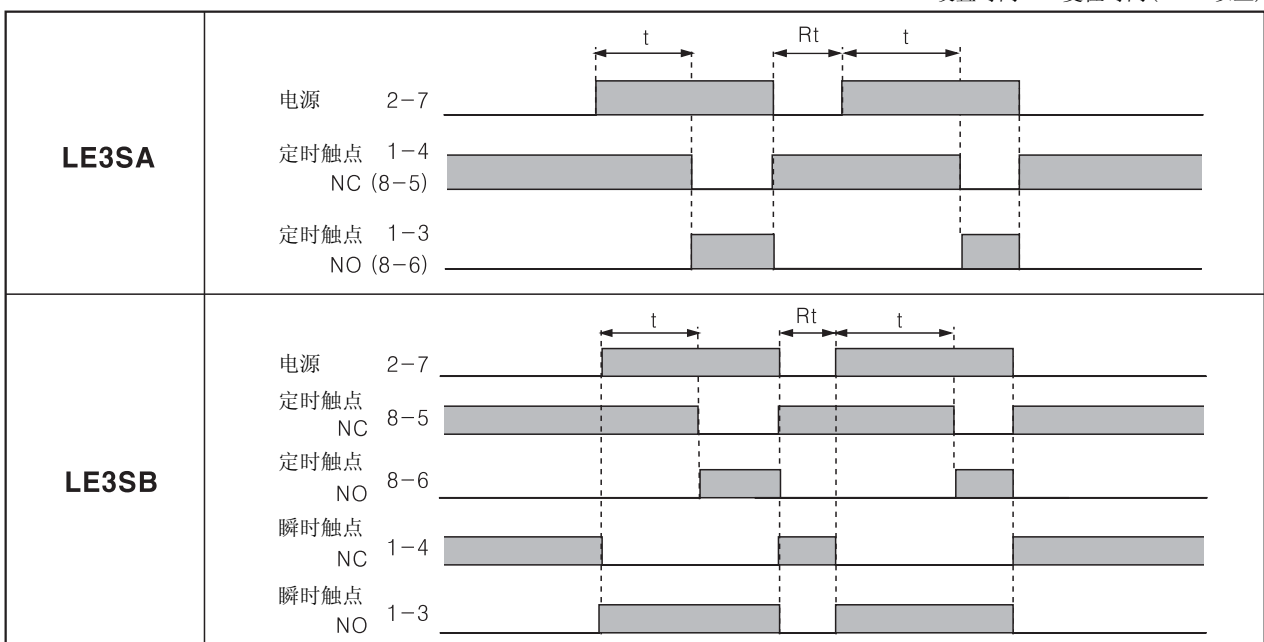 t Rt t
电源 2-7
LE3SA
定时触点 1-4
NC (8-5)
定时触点 1-3
NO (8-6)
t Rt t
电源 2-7
定时触点
NC 8-5
LE3SB
定时触点
NO 8-6
瞬时触点
NC 1-4
瞬时触点
NO 1-3